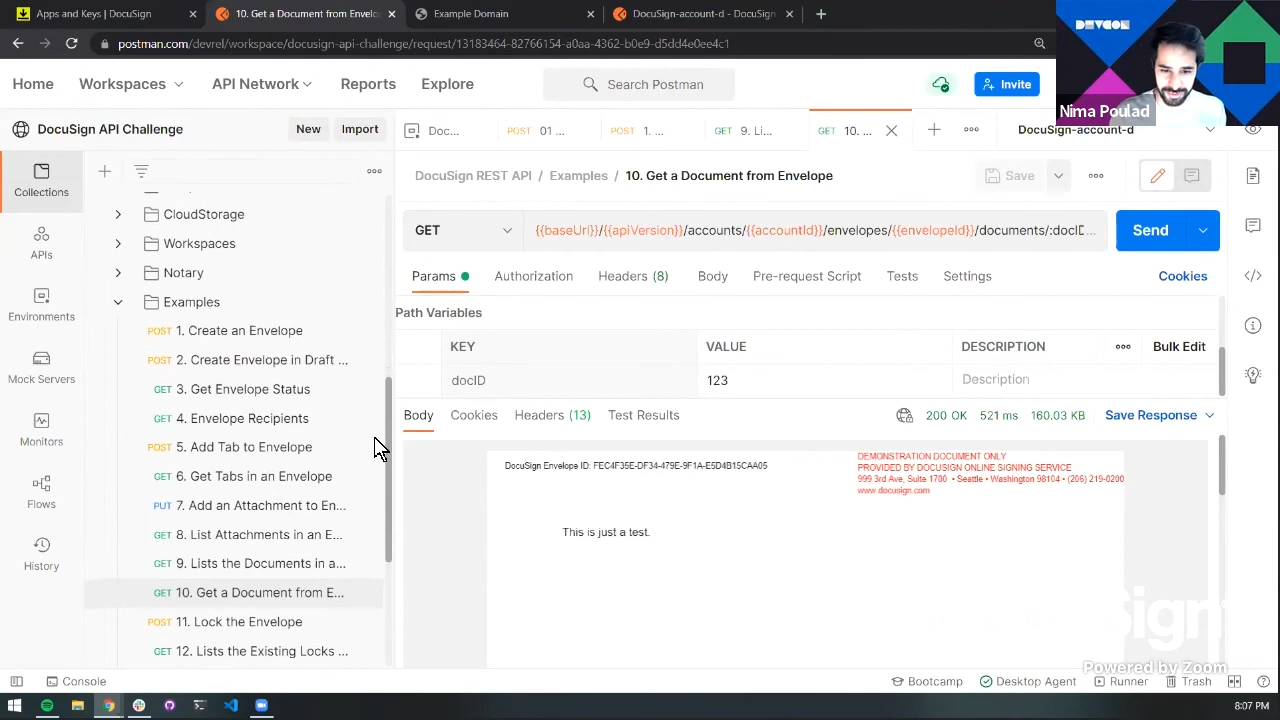 Apps and Keys | DocuSign
10. Get a Document from Envelo
Example Domain
DocuSign-account-d - DocuSign
postman.com/devrel/workspace/docusign-api-challenge/request/13183464-82766154-a0aa-4362-b0e9-d5dd4e0ee4c1
DEVCON
Nima Poulad
Home
Workspaces
API Network
Reports
Explore
Search Postman
Invite
DocuSign API Challenge
New
Import
Doc...
POST 01 ...
POST 1. ...
GET 9. Li...
GET 10. ...
DocuSign-account-d
DocuSign REST API / Examples / 10. Get a Document from Envelope
Save
GET
{{baseUrl}}/{{apiVersion}}/accounts/{{accountId}}/envelopes/{{envelopeId}}/documents/:docID...
Send
Params
Authorization
Headers (8)
Body
Pre-request Script
Tests
Settings
Cookies
Path Variables
KEY
VALUE
DESCRIPTION
Bulk Edit
docID
123
Description
Body
Cookies
Headers (13)
Test Results
200 OK
521 ms
160.03 KB
Save Response
DocuSign Envelope ID: FEC4F35E-DF34-479E-9F1A-E5D4B15CAA05
DEMONSTRATION DOCUMENT ONLY
PROVIDED BY DOCUSIGN ONLINE SIGNING SERVICE
999 3rd Ave, Suite 1700 • Seattle • Washington 98104 • (206) 219-0200
www.docusign.com
This is just a test.
Collections
APIs
Environments
Mock Servers
Monitors
Flows
History
CloudStorage
Workspaces
Notary
Examples
POST 1. Create an Envelope
POST 2. Create Envelope in Draft ...
GET 3. Get Envelope Status
GET 4. Envelope Recipients
POST 5. Add Tab to Envelope
GET 6. Get Tabs in an Envelope
PUT 7. Add an Attachment to En...
GET 8. List Attachments in an E...
GET 9. Lists the Documents in a...
GET 10. Get a Document from E...
POST 11. Lock the Envelope
GET 12. Lists the Existing Locks ...
Sign
Powered by Zoom
Console
Bootcamp
Desktop Agent
Runner
Trash
8:07 PM